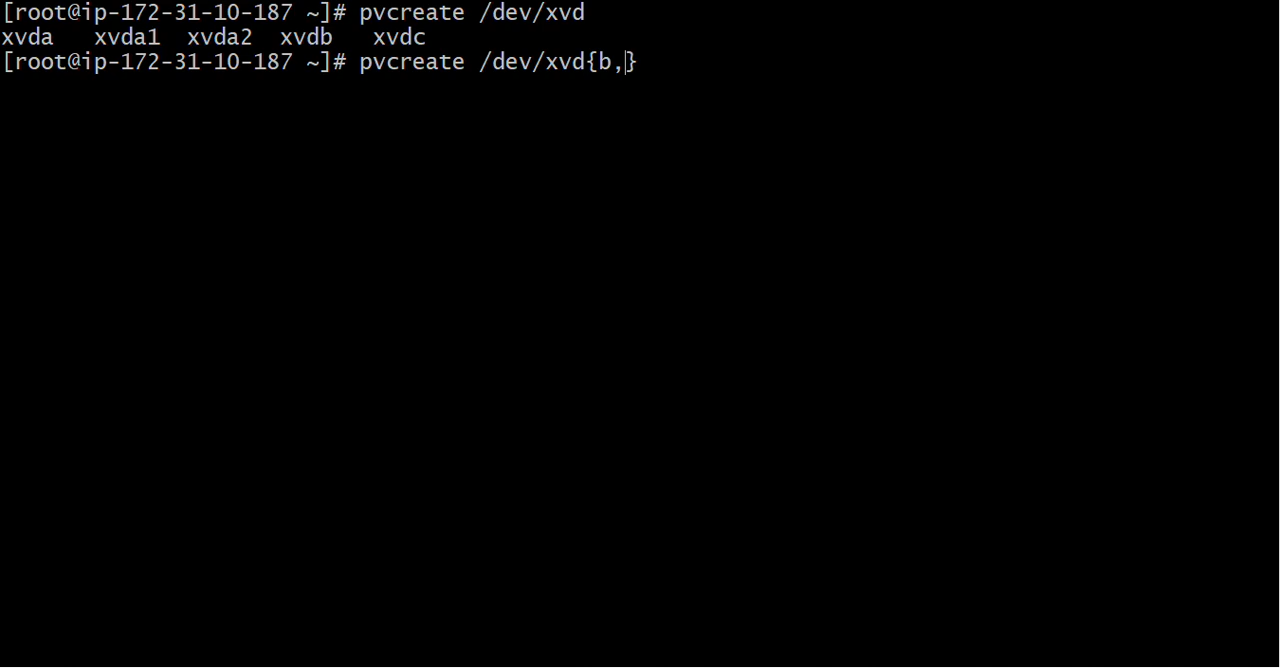 [root@ip-172-31-10-187 ~]# pvcreate /dev/xvd
xvda   xvda1  xvda2  xvdb   xvdc
[root@ip-172-31-10-187 ~]# pvcreate /dev/xvd{b,}